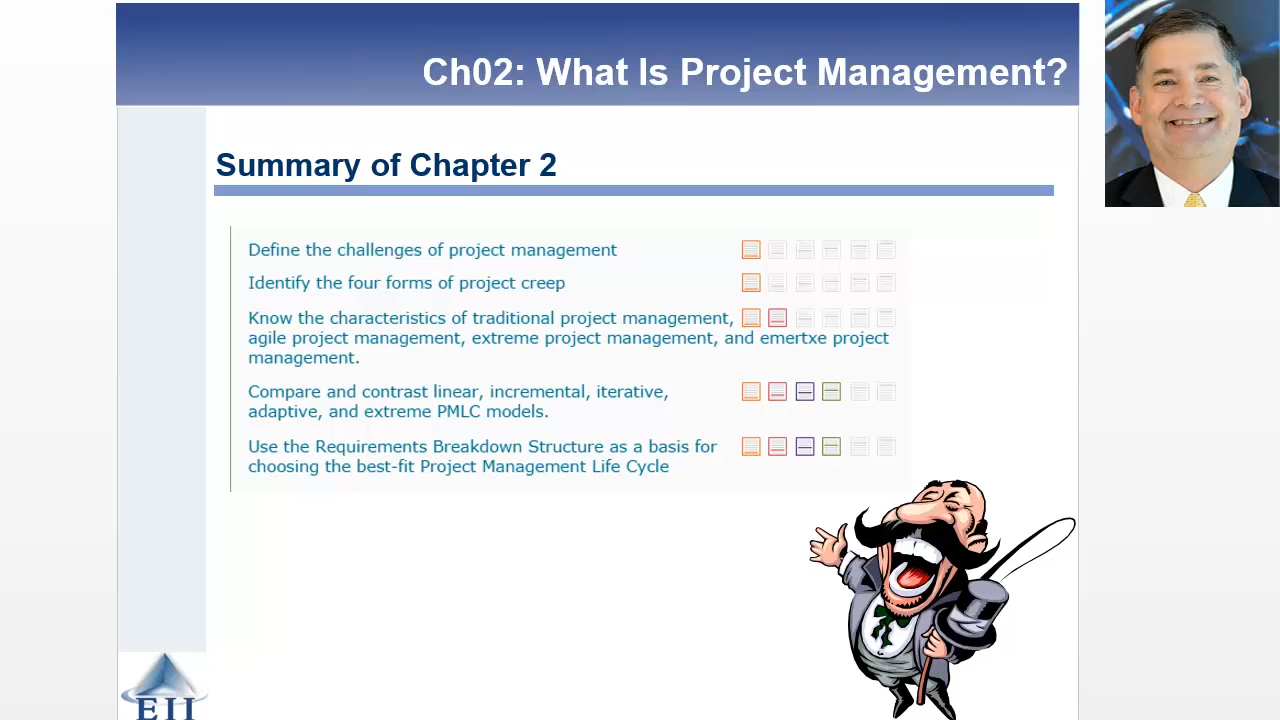 Ch02: What Is Project Management?
Summary of Chapter 2
Define the challenges of project management
Identify the four forms of project creep
Know the characteristics of traditional project management,
agile project management, extreme project management, and emertxe project
management.
Compare and contrast linear, incremental, iterative,
adaptive, and extreme PMLC models.
Use the Requirements Breakdown Structure as a basis for
choosing the best-fit Project Management Life Cycle
EII